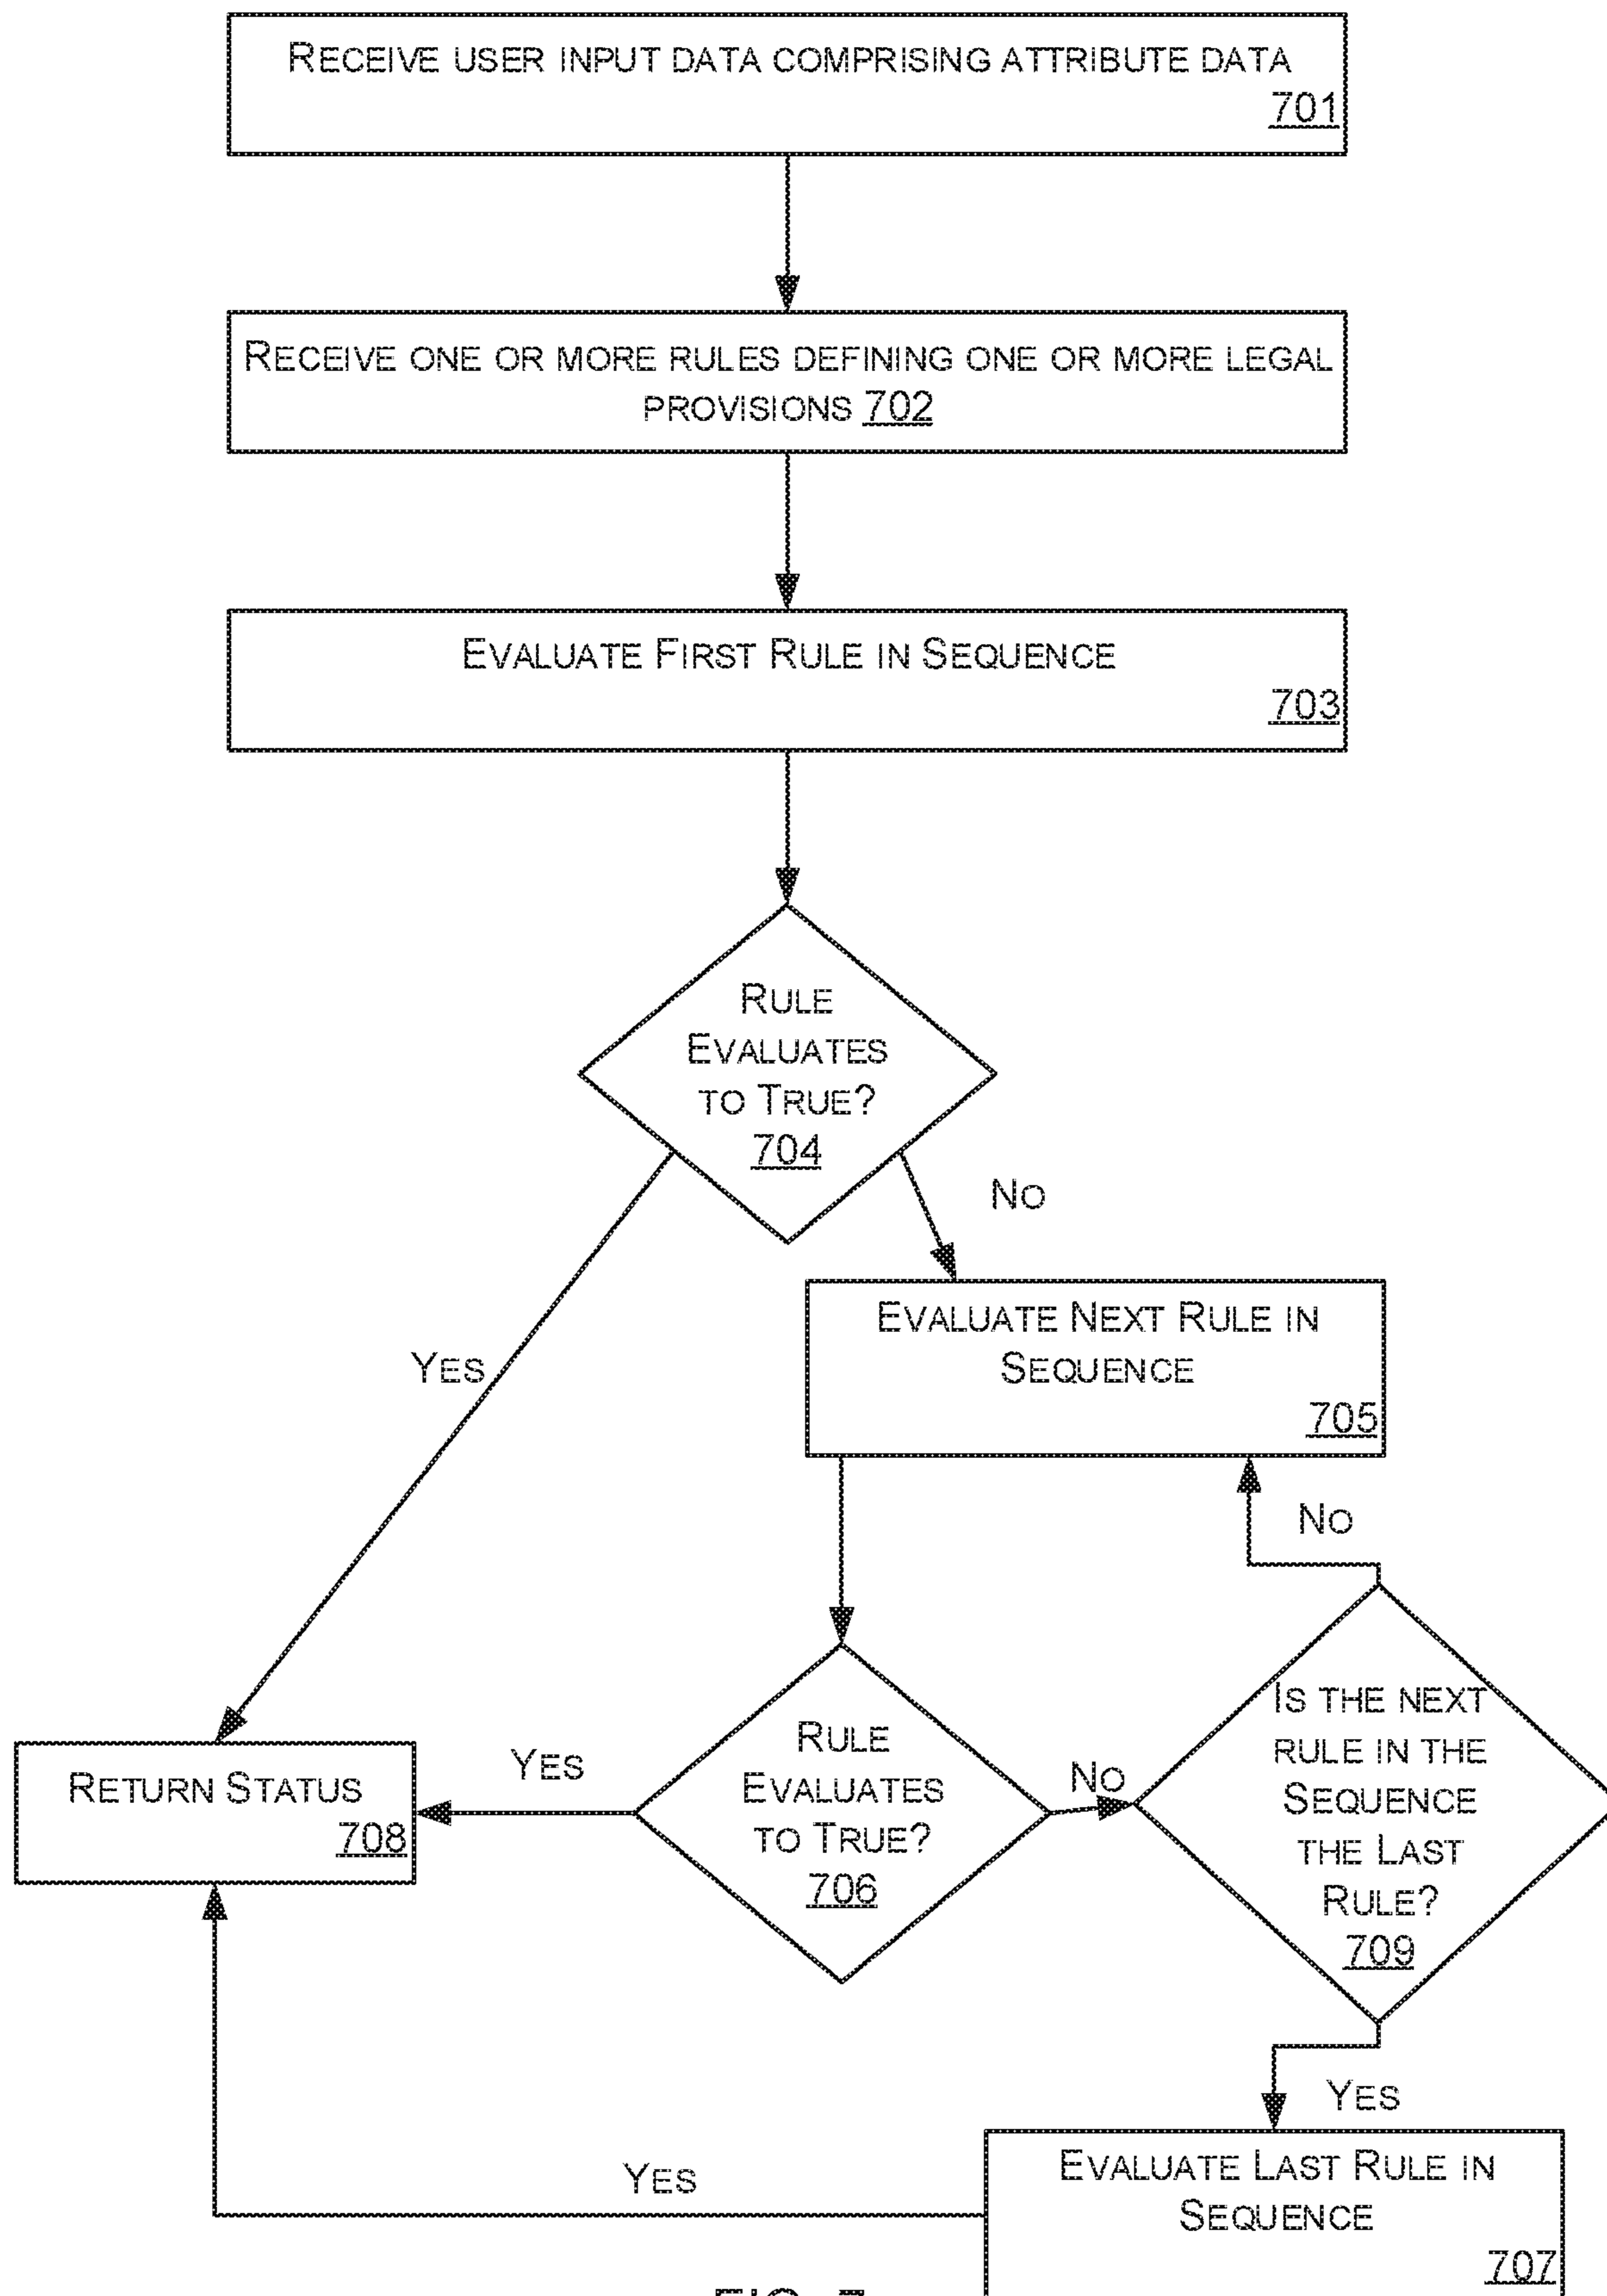 RECEIVE USER INPUT DATA COMPRISING ATTRIBUTE DATA
701
RECEIVE ONE OR MORE RULES DEFINING ONE OR MORE LEGAL
PROVISIONS 702
EVALUATE FIRST RULE IN SEQUENCE
703
RULE
EVALUATES
TO TRUE?
704
NO
YES
EVALUATE NEXT RULE IN
SEQUENCE
705
NO
RULE
EVALUATES
TO TRUE?
706
YES
NO
IS THE NEXT
RULE IN THE
SEQUENCE
THE LAST
RULE?
709
RETURN STATUS
708
YES
YES
EVALUATE LAST RULE IN
SEQUENCE
707